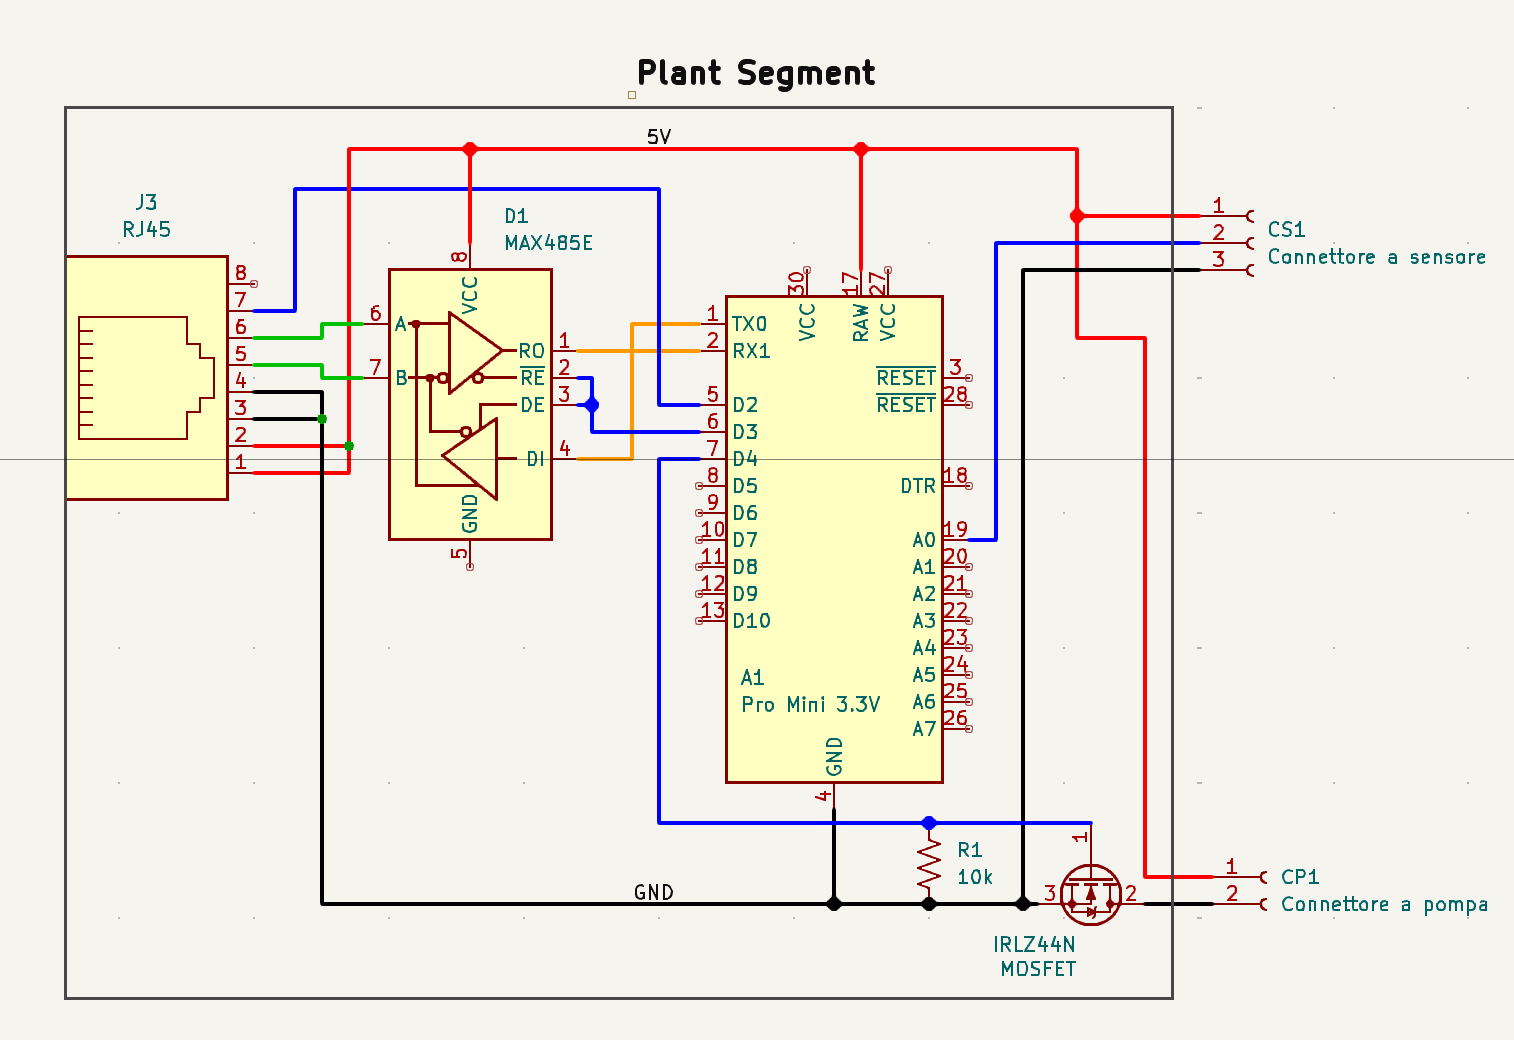 Plant Segment
5V
J3
RJ45
8
7
6
5
4
3
2
1
D1
MAX485E
8
VCC
6
A
7
B
RO
1
RE
2
DE
3
DI
4
GND
5
30
VCC
17
RAW
27
VCC
1
TX0
2
RX1
5
D2
6
D3
7
D4
8
D5
9
D6
10
D7
11
D8
12
D9
13
D10
RESET
3
RESET
28
DTR
18
A0
19
A1
20
A2
21
A3
22
A4
23
A5
24
A6
25
A7
26
A1
Pro Mini 3.3V
GND
4
1
2
3
CS1
Connettore a sensore
R1
10k
GND
1
3
2
IRLZ44N
MOSFET
1
2
CP1
Connettore a pompa